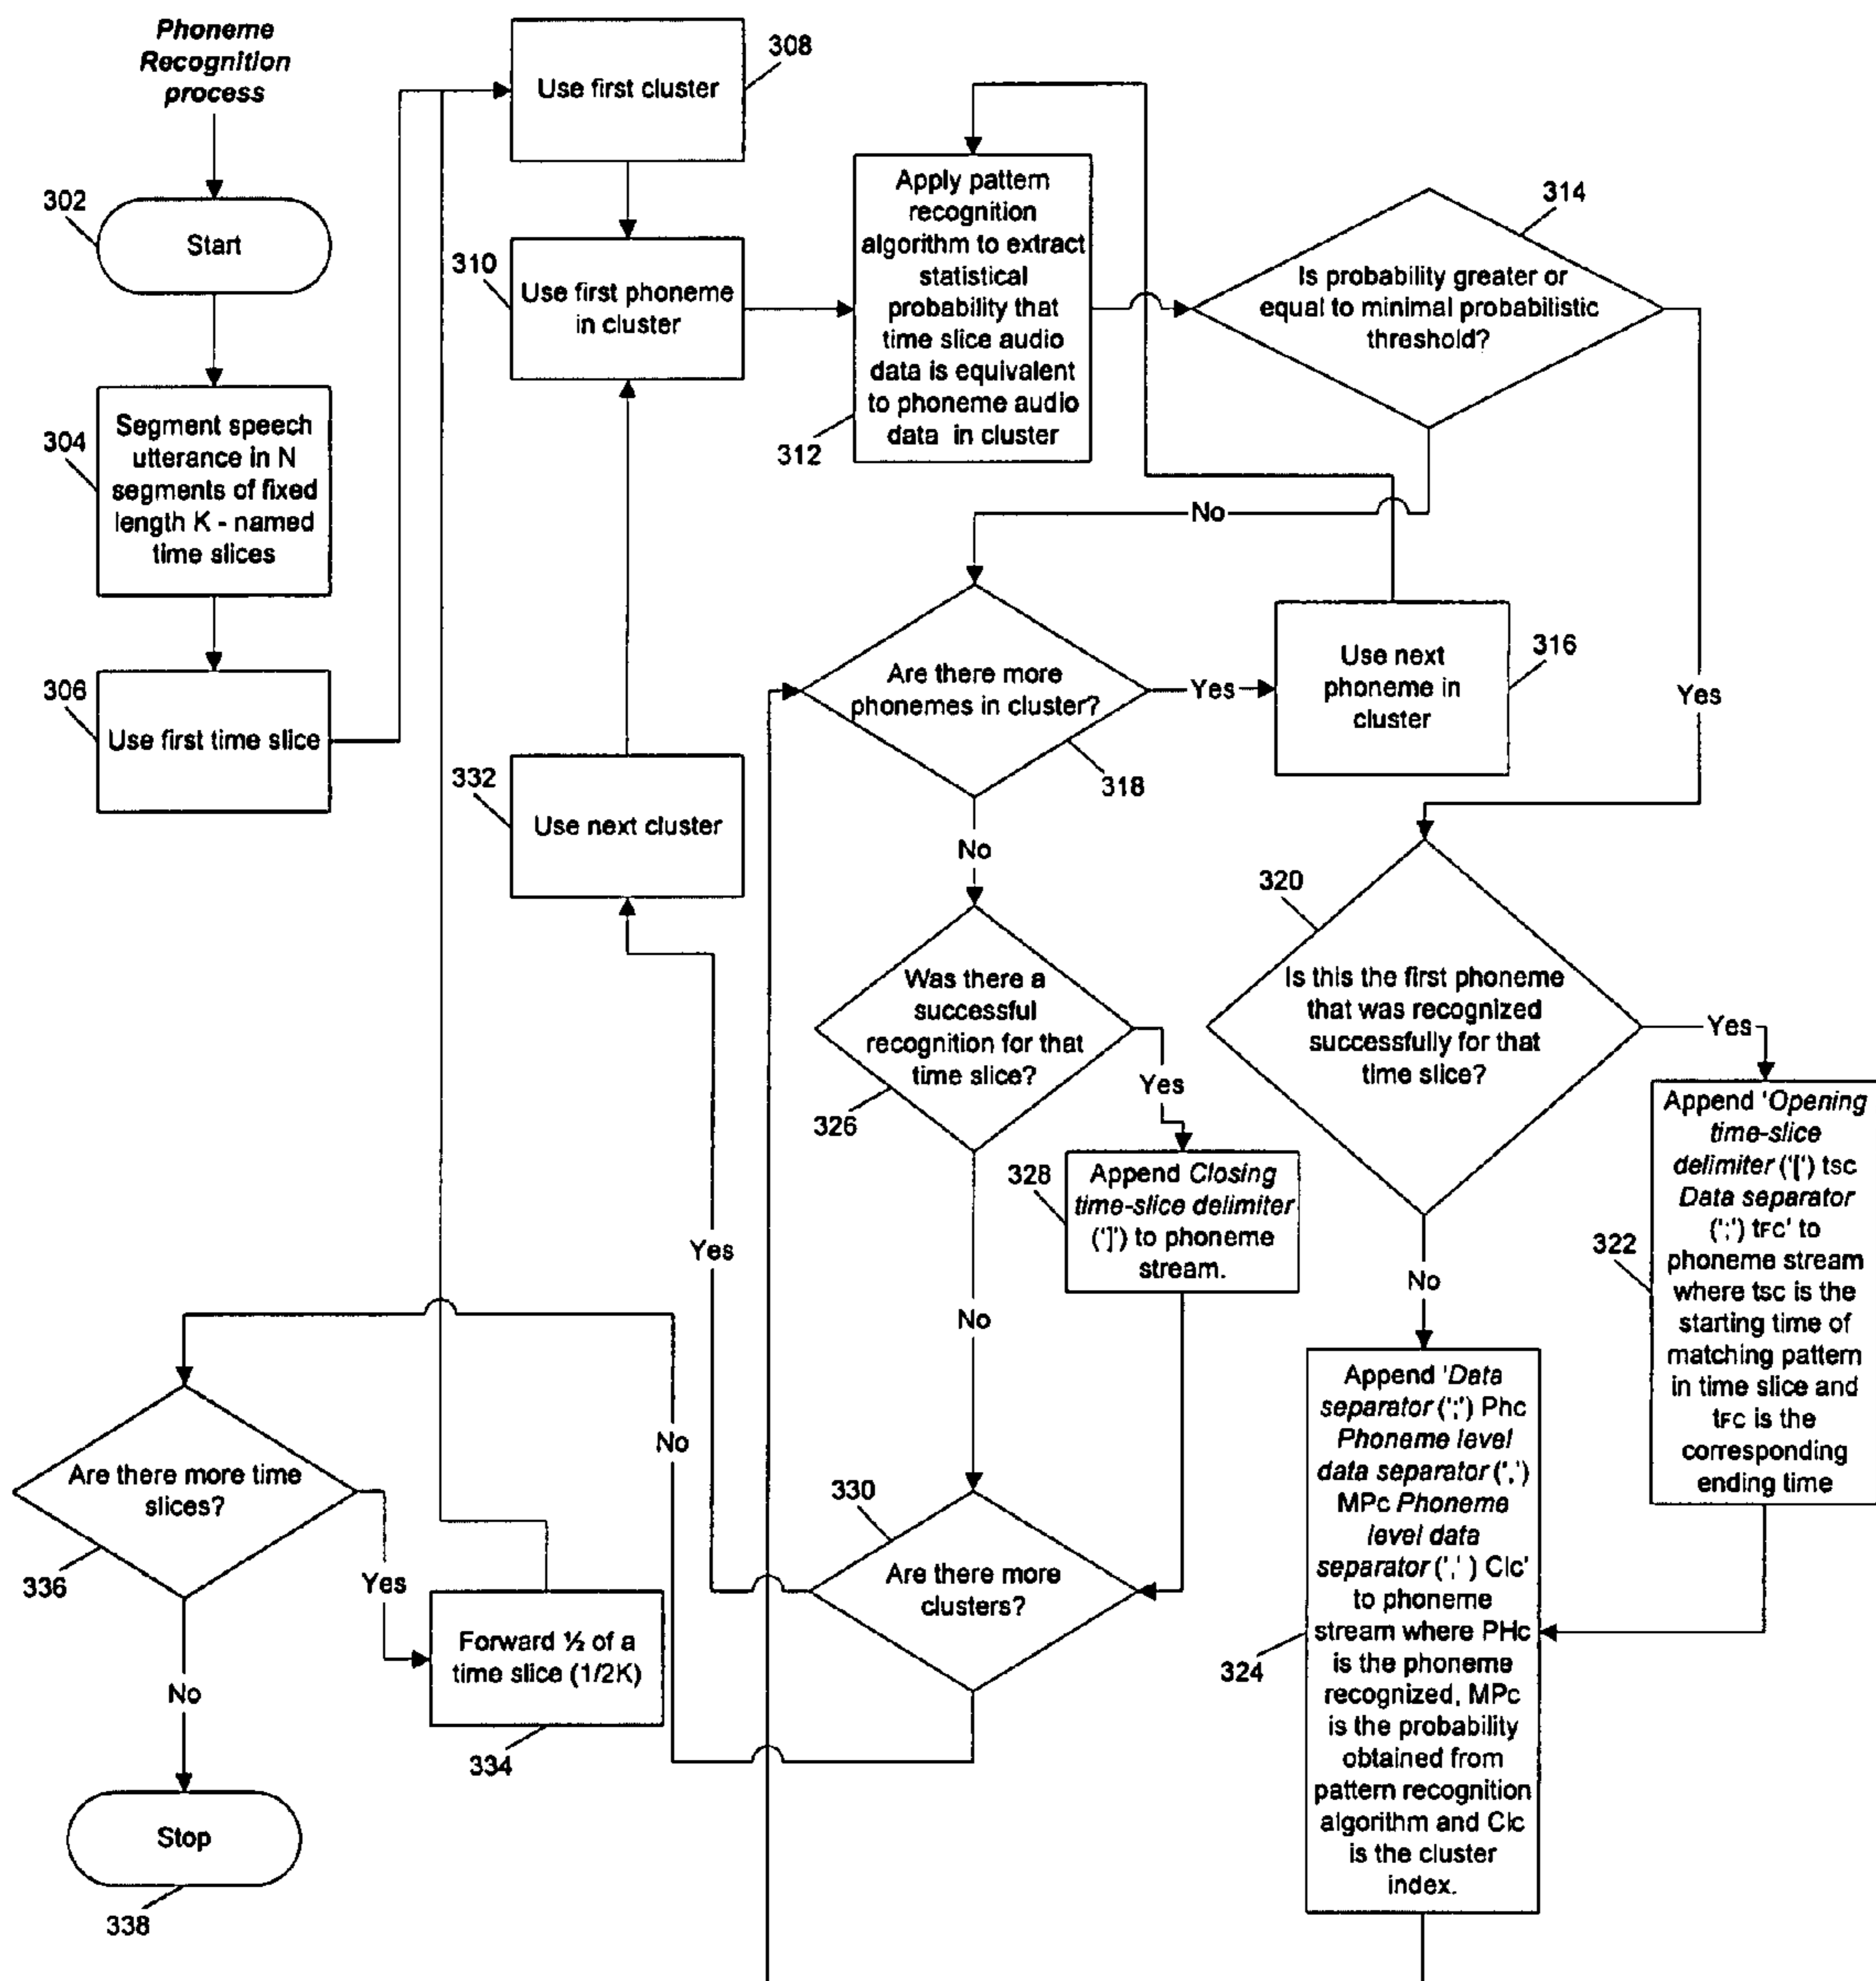 Phoneme
Recognition
process
302
Start
304
Segment speech
utterance in N
segments of fixed
length K - named
time slices
306
Use first time slice
308
Use first cluster
310
Use first phoneme
in cluster
312
Apply pattern
recognition
algorithm to extract
statistical
probability that
time slice audio
data is equivalent
to phoneme audio
data in cluster
314
Is probability greater or
equal to minimal probabilistic
threshold?
No
Yes
316
Use next
phoneme in
cluster
318
Are there more
phonemes in cluster?
Yes
No
332
Use next cluster
320
Is this the first phoneme
that was recognized
successfully for that
time slice?
Yes
No
322
Append 'Opening
time-slice
delimiter ('[') tsc
Data separator
(';') tFC' to
phoneme stream
where tsc is the
starting time of
matching pattern
in time slice and
tFC is the
corresponding
ending time
326
Was there a
successful
recognition for that
time slice?
Yes
No
328
Append Closing
time-slice delimiter
(']') to phoneme
stream.
324
Append 'Data
separator (';') Phc
Phoneme level
data separator (',')
MPc Phoneme
level data
separator (',' ) Clc'
to phoneme
stream where PHc
is the phoneme
recognized, MPc
is the probability
obtained from
pattern recognition
algorithm and Clc
is the cluster
index.
330
Are there more
clusters?
Yes
No
336
Are there more time
slices?
Yes
No
334
Forward ½ of a
time slice (1/2K)
Stop
338